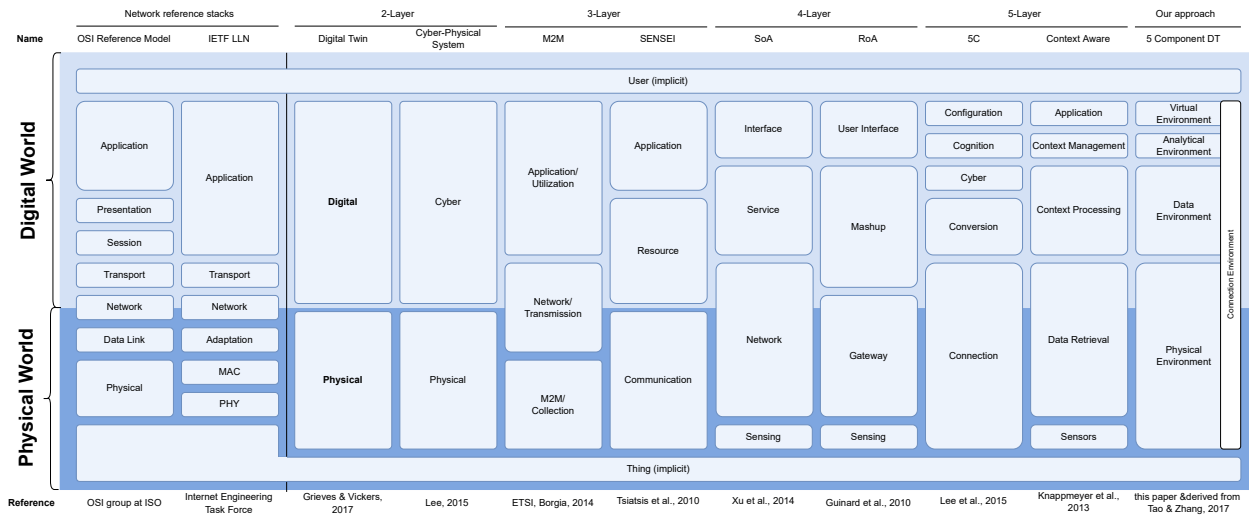 Network reference stacks
2-Layer
3-Layer
4-Layer
5-Layer
Our approach
Name
OSI Reference Model
IETF LLN
Digital Twin
Cyber-Physical
System
M2M
SENSEI
SoA
RoA
5C
Context Aware
5 Component DT
Digital World
Physical World
User (implicit)
Application
Presentation
Session
Transport
Network
Data Link
Physical
Application
Transport
Network
Adaptation
MAC
PHY
Digital
Physical
Cyber
Physical
Application/
Utilization
Network/
Transmission
M2M/
Collection
Application
Resource
Communication
Interface
Service
Network
Sensing
User Interface
Mashup
Gateway
Sensing
Configuration
Cognition
Cyber
Conversion
Connection
Application
Context Management
Context Processing
Data Retrieval
Sensors
Virtual
Environment
Analytical
Environment
Data
Environment
Physical
Environment
Connection Environment
Thing (implicit)
Reference
OSI group at ISO
Internet Engineering
Task Force
Grieves & Vickers,
2017
Lee, 2015
ETSI, Borgia, 2014
Tsiatsis et al., 2010
Xu et al., 2014
Guinard et al., 2010
Lee et al., 2015
Knappmeyer et al.,
2013
this paper &derived from
Tao & Zhang, 2017